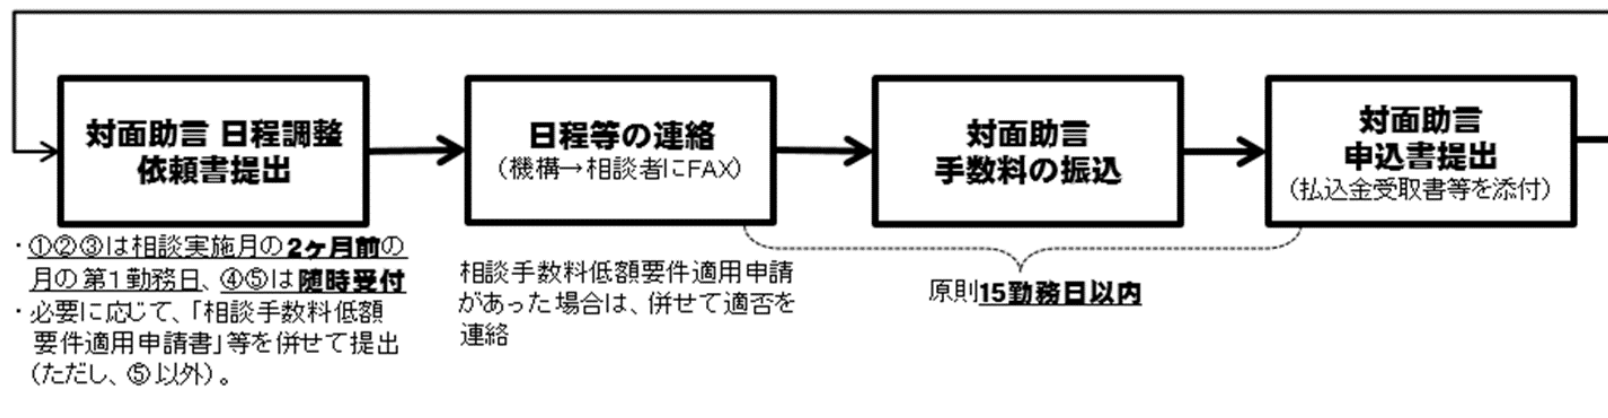 対面助言 日程調整
依頼書提出
日程等の連絡
(機構→相談者にFAX)
対面助言
手数料の振込
対面助言
申込書提出
(払込金受取書等を添付)
・①②③は相談実施月の2ヶ月前の
月の第1勤務日、④⑤は随時受付
・必要に応じて、「相談手数料低額
要件適用申請書」等を併せて提出
(ただし、⑤以外)。
相談手数料低額要件適用申請
があった場合は、併せて適否を
連絡
原則15勤務日以内